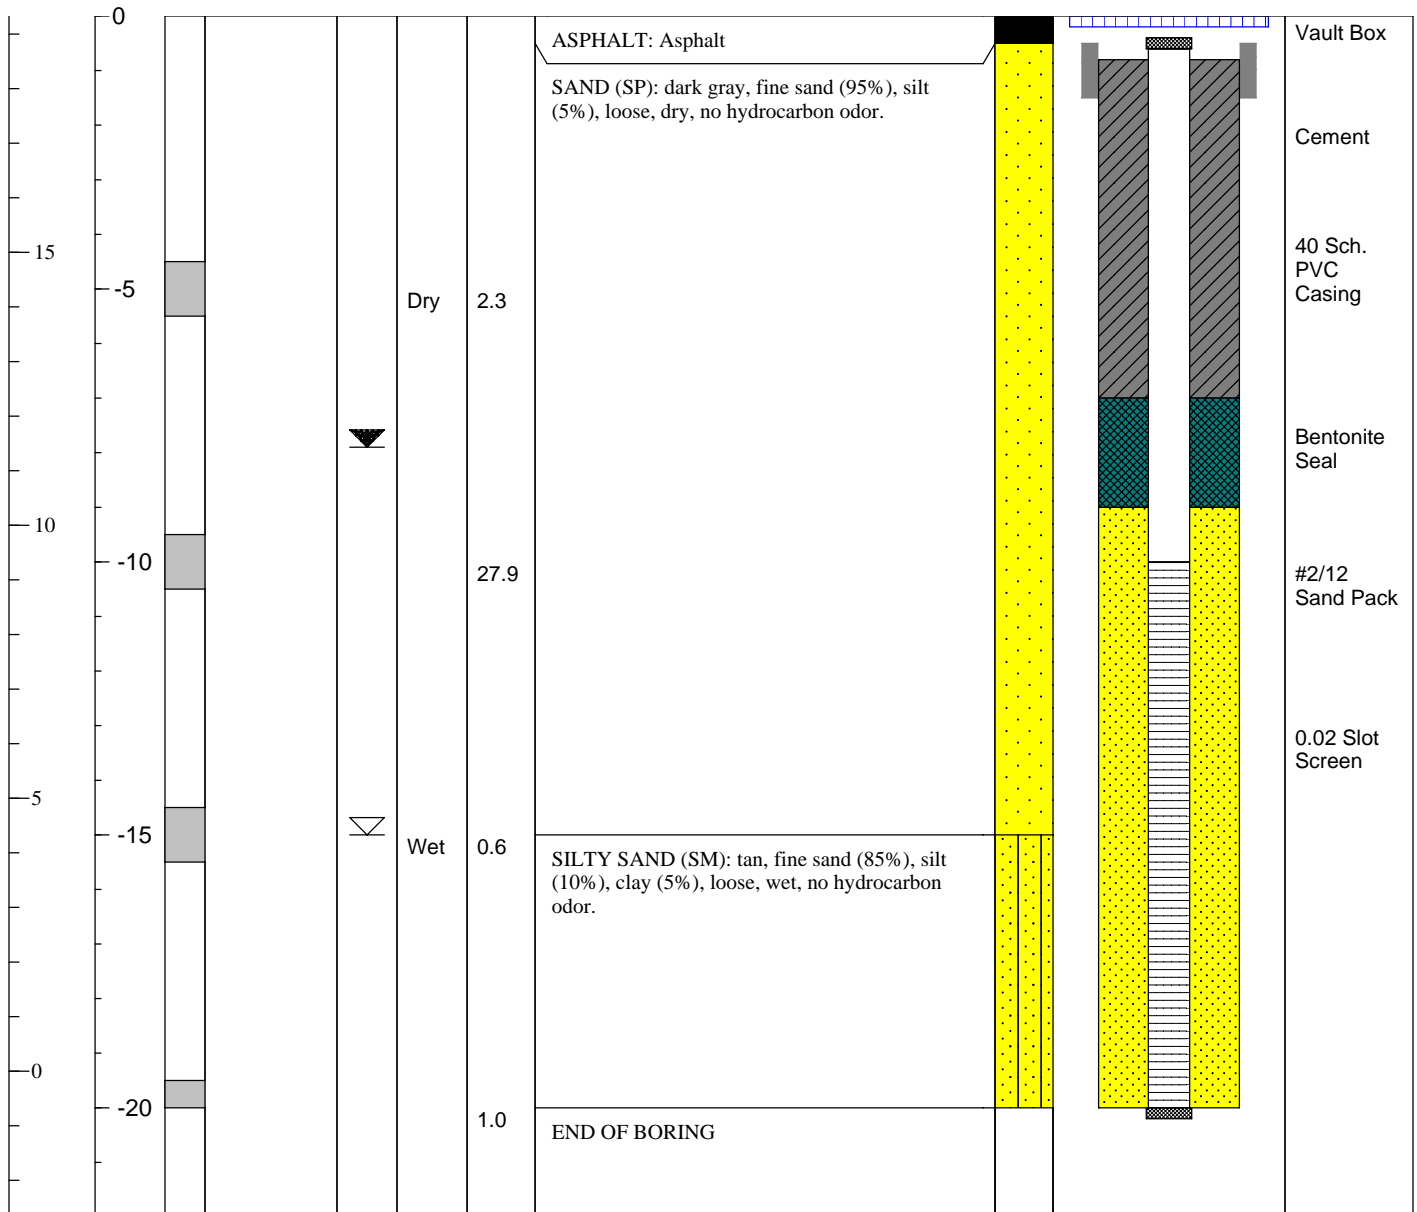 0
ASPHALT: Asphalt
Vault Box
SAND (SP): dark gray, fine sand (95%), silt
(5%), loose, dry, no hydrocarbon odor.
Cement
15
40 Sch.
PVC
Casing
-5
Dry
2.3
Bentonite
Seal
10
-10
27.9
#2/12
Sand Pack
0.02 Slot
Screen
5
-15
Wet
0.6
SILTY SAND (SM): tan, fine sand (85%), silt
(10%), clay (5%), loose, wet, no hydrocarbon
odor.
0
-20
1.0
END OF BORING